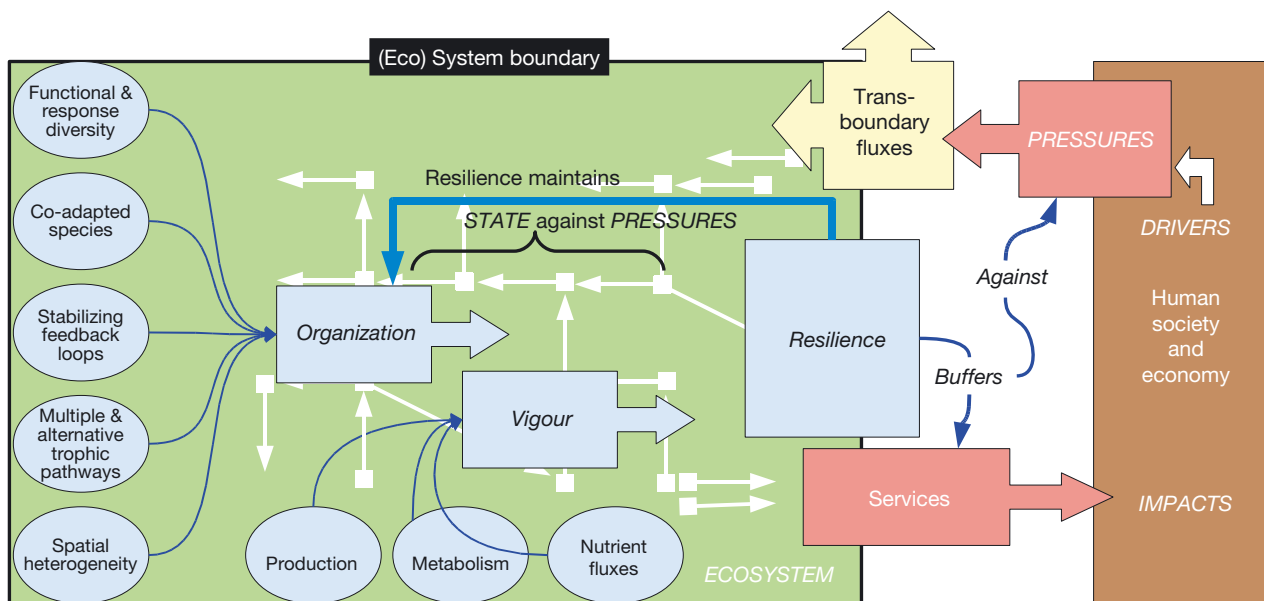 (Eco) System boundary
Functional &
response
diversity
Co-adapted
species
Stabilizing
feedback
loops
Multiple &
alternative
trophic
pathways
Spatial
heterogeneity
Resilience maintains
STATE against PRESSURES
Organization
Vigour
Production
Metabolism
Nutrient
fluxes
ECOSYSTEM
Resilience
Trans-
boundary
fluxes
PRESSURES
DRIVERS
Against
Buffers
Human
society
and
economy
Services
IMPACTS